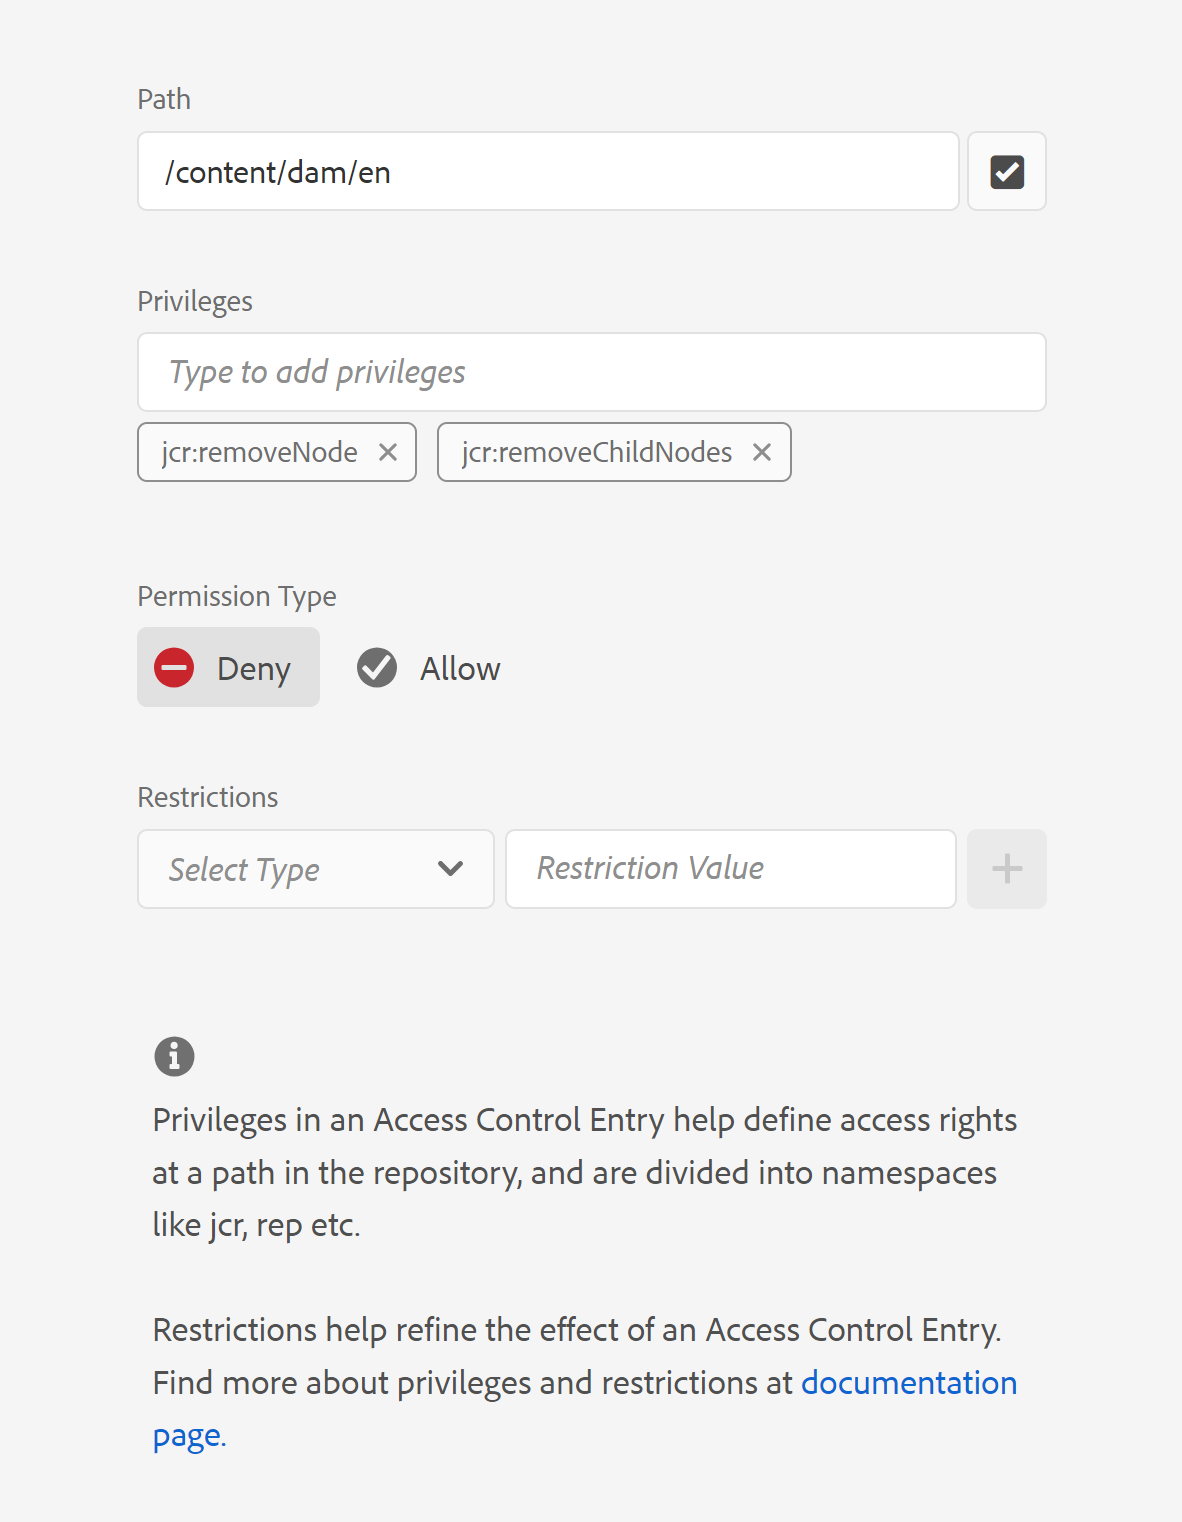 Path
/content/dam/en
Privileges
Type to add privileges
jcr:removeNode
jcr:removeChildNodes
Permission Type
Deny
Allow
Restrictions
Select Type
Restriction Value
Privileges in an Access Control Entry help define access rights
at a path in the repository, and are divided into namespaces
like jcr, rep etc.
Restrictions help refine the effect of an Access Control Entry.
Find more about privileges and restrictions at documentation
page.